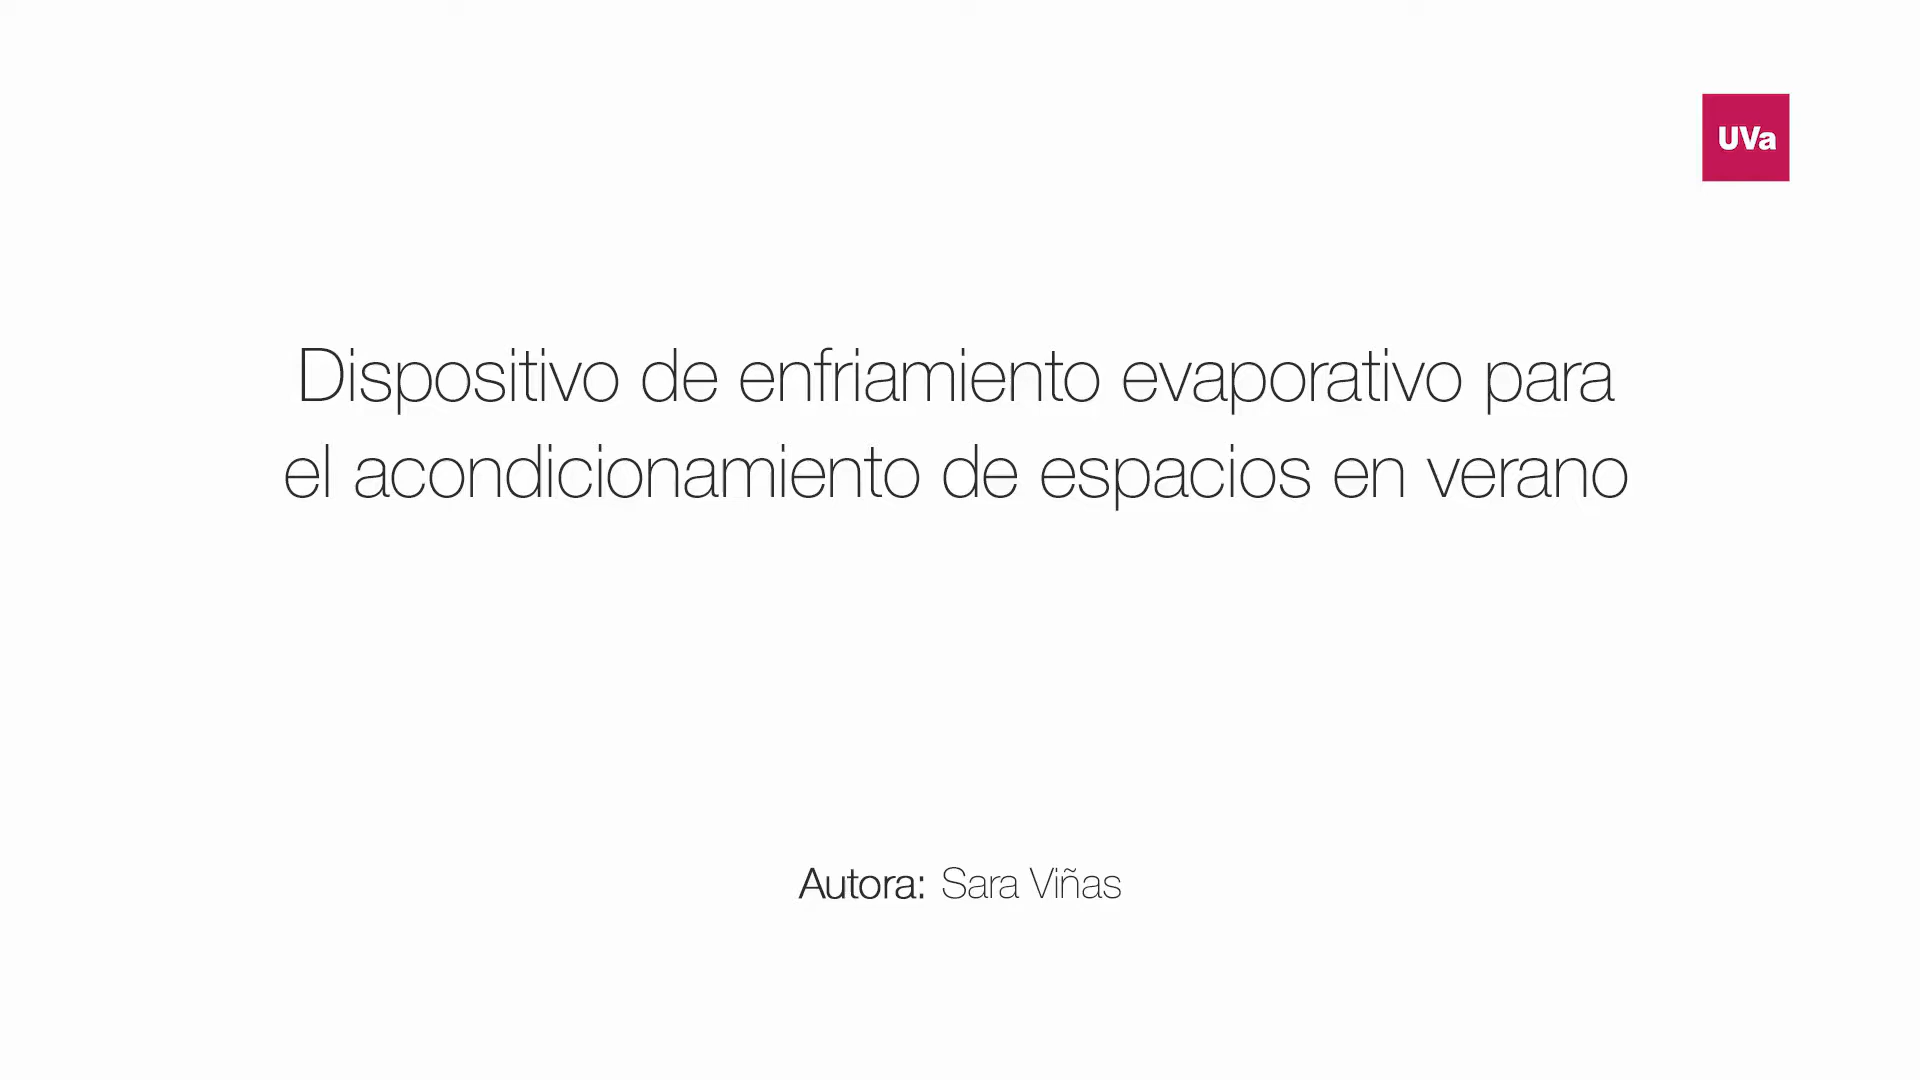 UVa
Dispositivo de enfriamiento evaporativo para
el acondicionamiento de espacios en verano
Autora: Sara Viñas